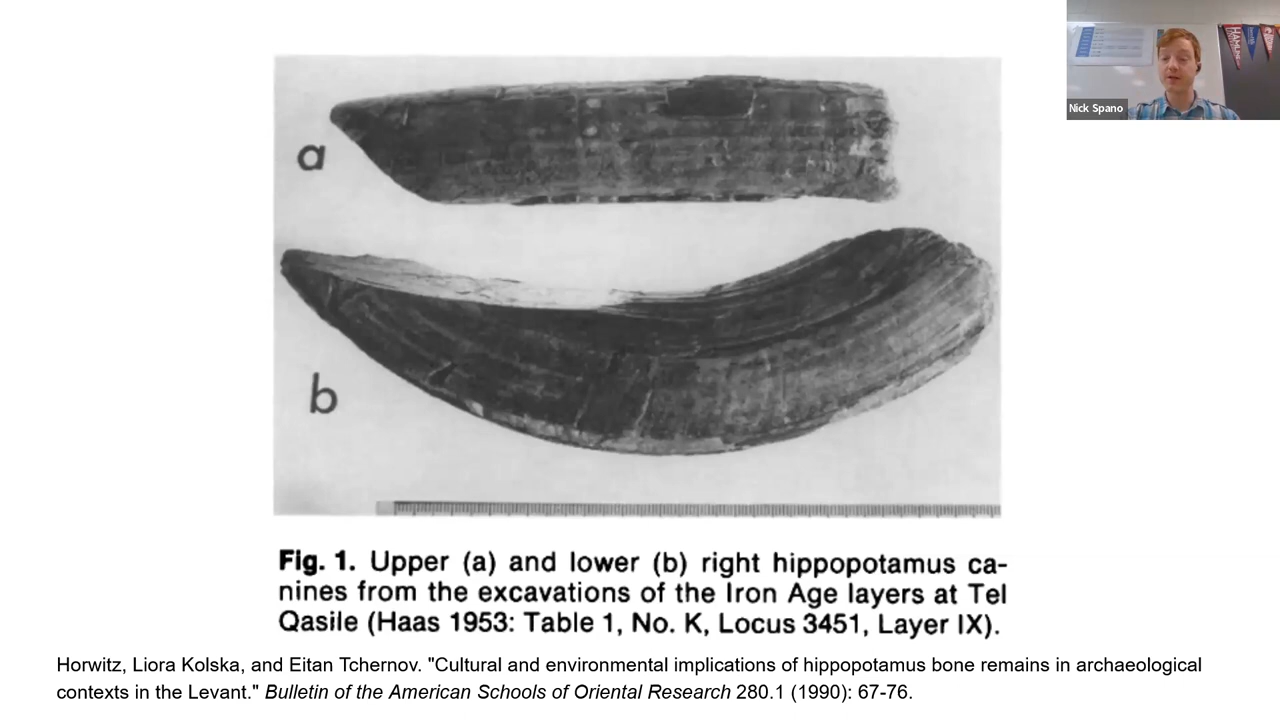 Nick Spano
HAMLINE
a
b
Fig. 1. Upper (a) and lower (b) right hippopotamus ca-
nines from the excavations of the Iron Age layers at Tel
Qasile (Haas 1953: Table 1, No. K, Locus 3451, Layer IX).
Horwitz, Liora Kolska, and Eitan Tchernov. "Cultural and environmental implications of hippopotamus bone remains in archaeological
contexts in the Levant." Bulletin of the American Schools of Oriental Research 280.1 (1990): 67-76.